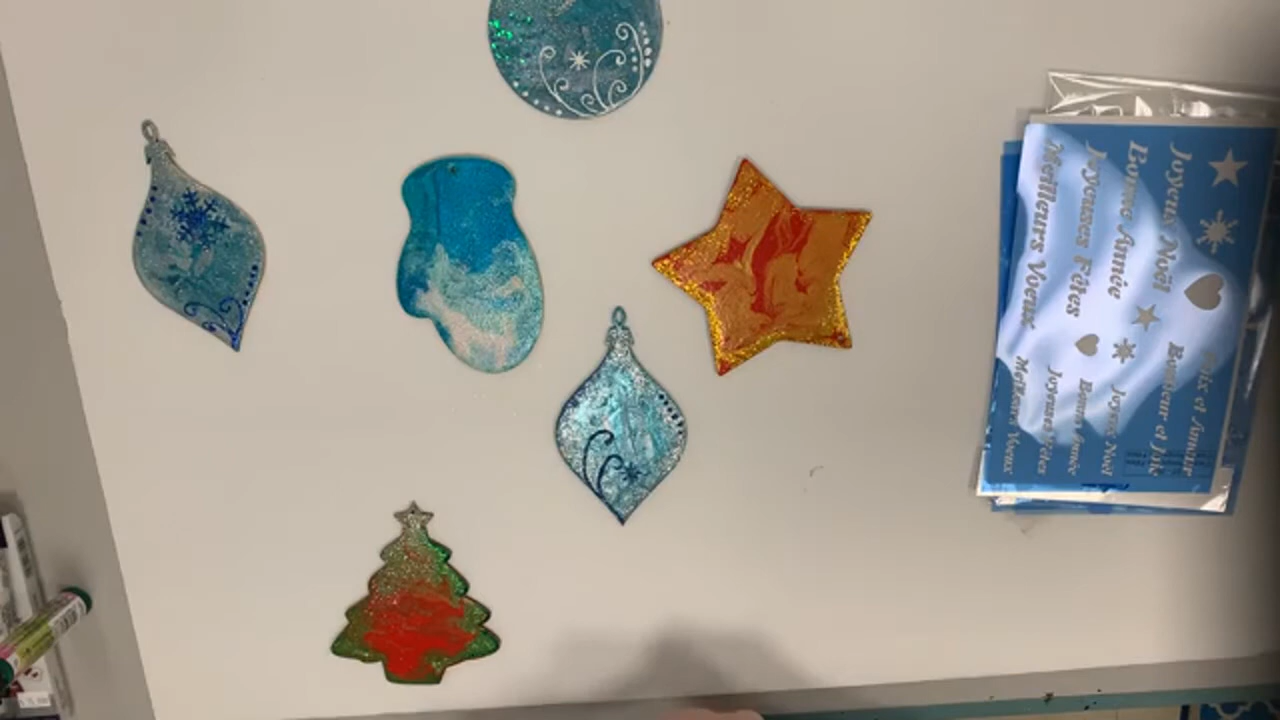 Joyeux Noël
Bonne Année
Joyeuses Fêtes
Meilleurs Voeux
Paix et Amour
Bonheur et Joie
Joyeux Noël
Bonne Année
Joyeuses Fêtes
Meilleurs Voeux